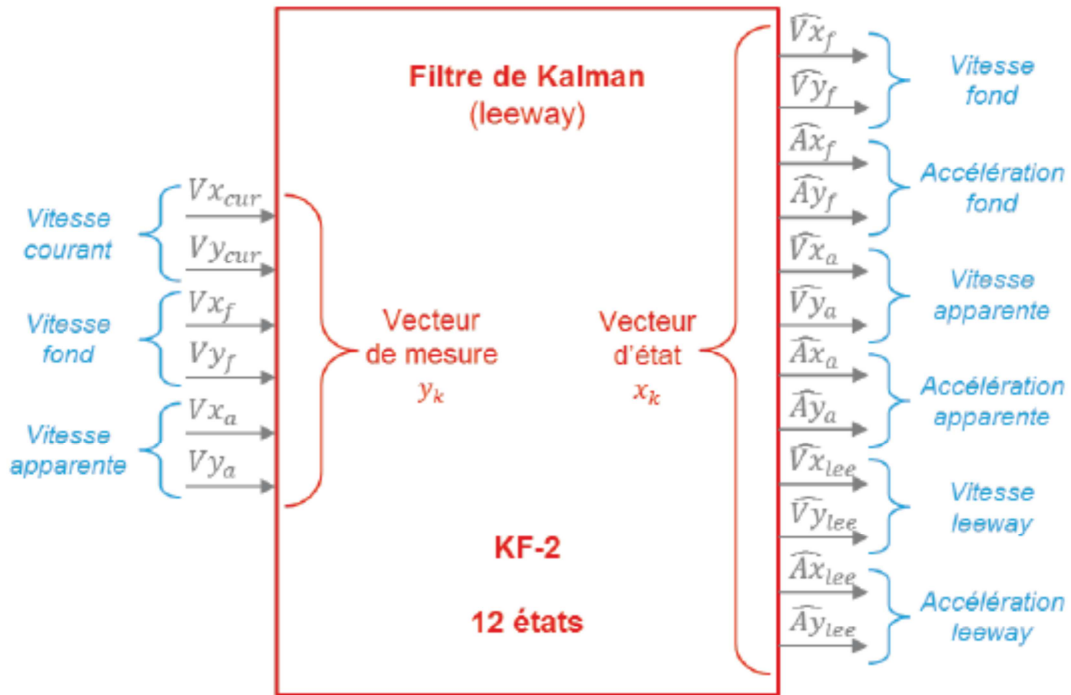 Filtre de Kalman
(leeway)
Vitesse
courant
Vx_cur
Vy_cur
Vitesse
fond
Vx_f
Vy_f
Vitesse
apparente
Vx_a
Vy_a
Vecteur
de mesure
y_k
Vecteur
d'état
x_k
KF-2
12 états
V̂x_f
V̂y_f
Vitesse
fond
Âx_f
Ây_f
Accélération
fond
V̂x_a
V̂y_a
Vitesse
apparente
Âx_a
Ây_a
Accélération
apparente
V̂x_lee
V̂y_lee
Vitesse
leeway
Âx_lee
Ây_lee
Accélération
leeway